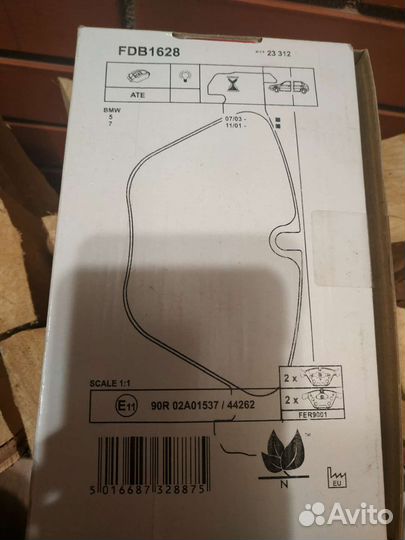 FDB1628
23 312
ATE
BMW
5 07/03 -
7 11/01 -
SCALE 1:1
E11 90R 02A01537 / 44262
2 x
2 x
FER9001
N
EU
5 016687 328875
Avito